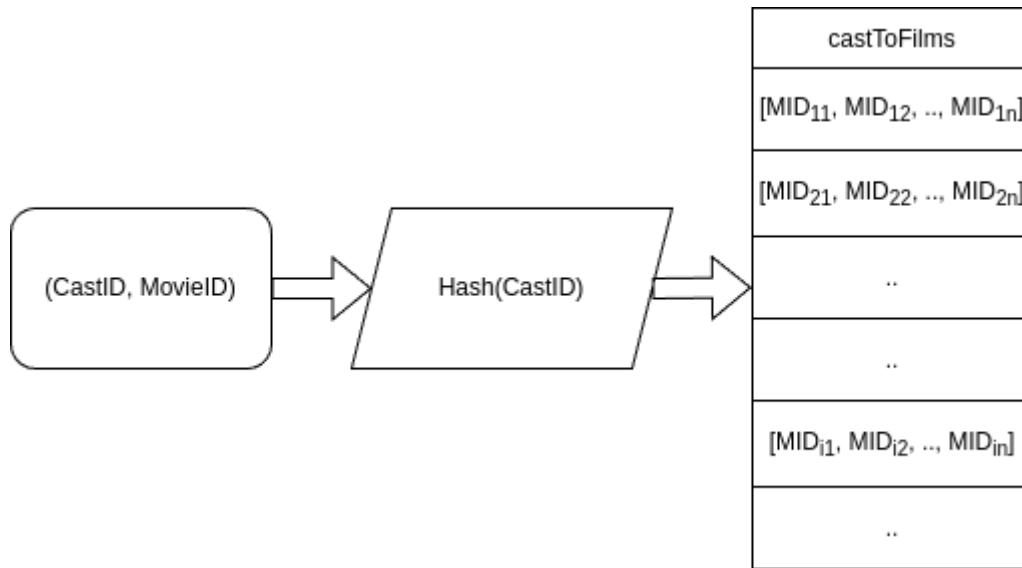 castToFilms
[MID₁₁, MID₁₂, .., MID₁ₙ]
[MID₂₁, MID₂₂, .., MID₂ₙ]
(CastID, MovieID)
Hash(CastID)
..
..
[MIDᵢ₁, MIDᵢ₂, .., MIDᵢₙ]
..